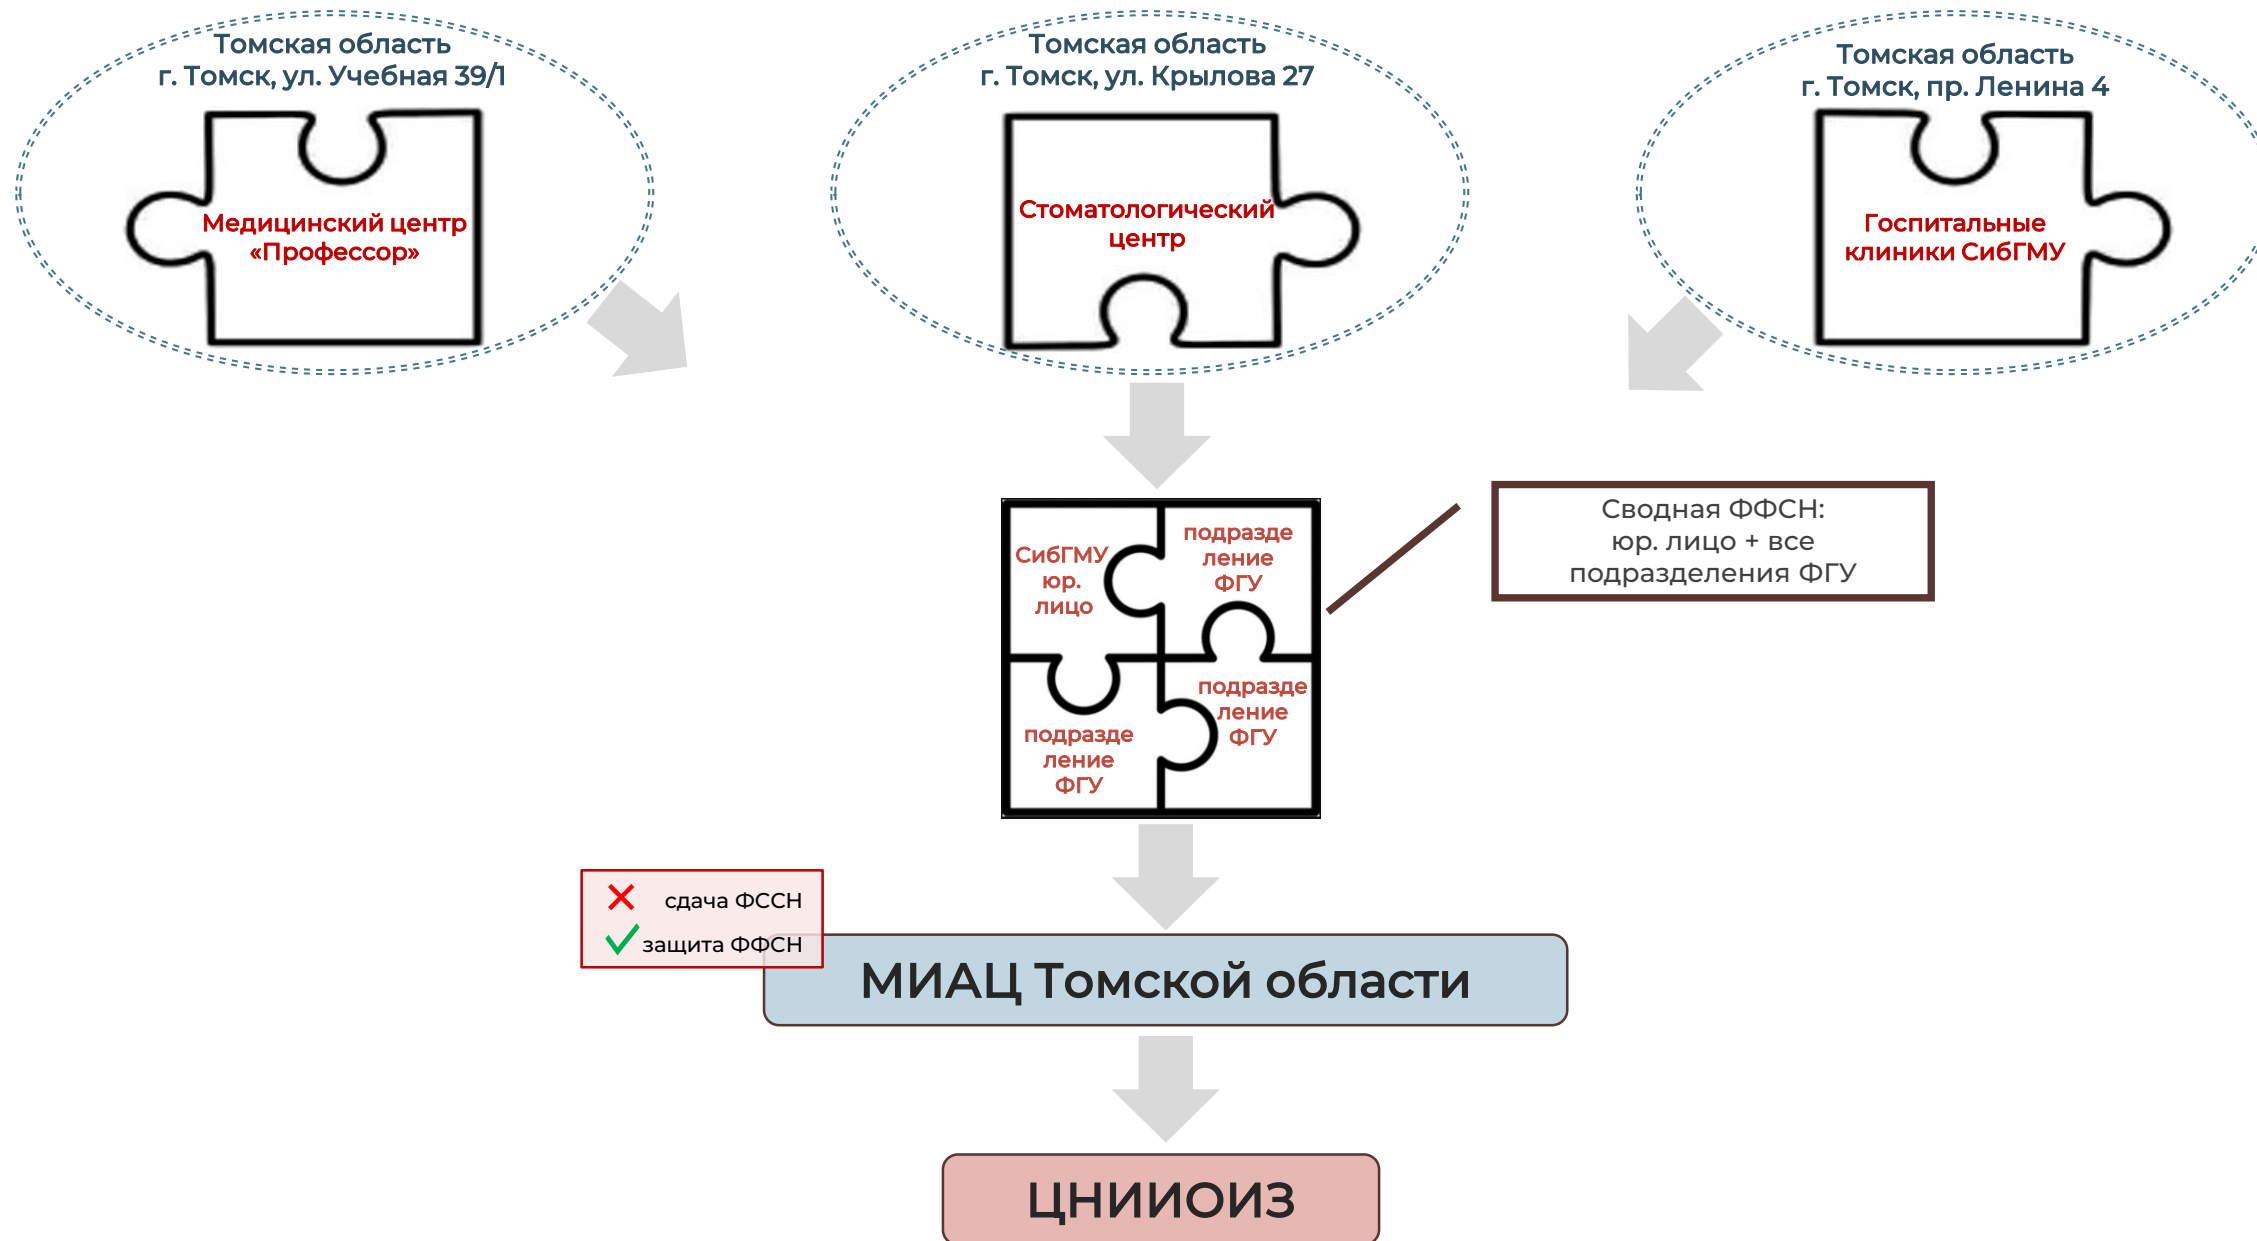 Томская область
г. Томск, ул. Учебная 39/1
Медицинский центр
«Профессор»
Томская область
г. Томск, ул. Крылова 27
Стоматологический
центр
Томская область
г. Томск, пр. Ленина 4
Госпитальные
клиники СибГМУ
СибГМУ
юр.
лицо
подразде
ление
ФГУ
подразде
ление
ФГУ
подразде
ление
ФГУ
Сводная ФФСН:
юр. лицо + все
подразделения ФГУ
сдача ФССН
защита ФФСН
МИАЦ Томской области
ЦНИИОИЗ